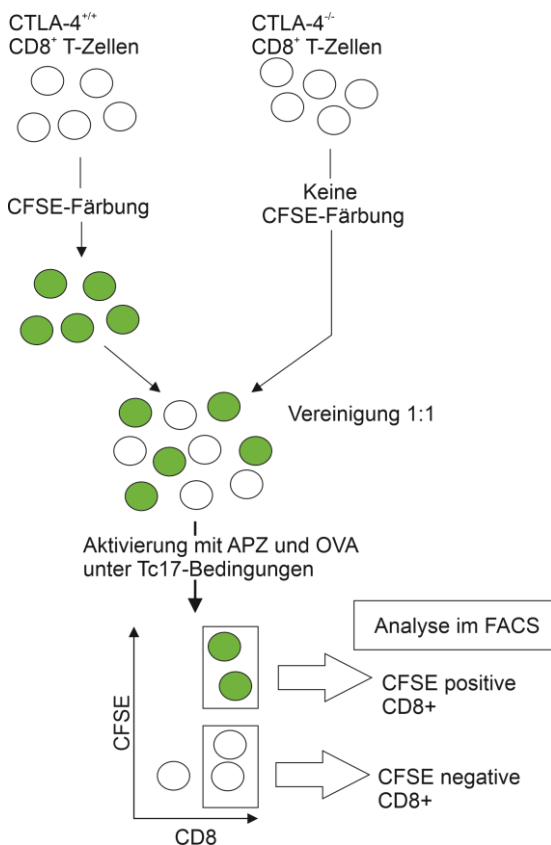 CTLA-4+/+
CD8+ T-Zellen
CTLA-4-/-
CD8+ T-Zellen
CFSE-Färbung
Keine
CFSE-Färbung
Vereinigung 1:1
Aktivierung mit APZ und OVA
unter Tc17-Bedingungen
Analyse im FACS
CFSE
CFSE positive
CD8+
CFSE negative
CD8+
CD8